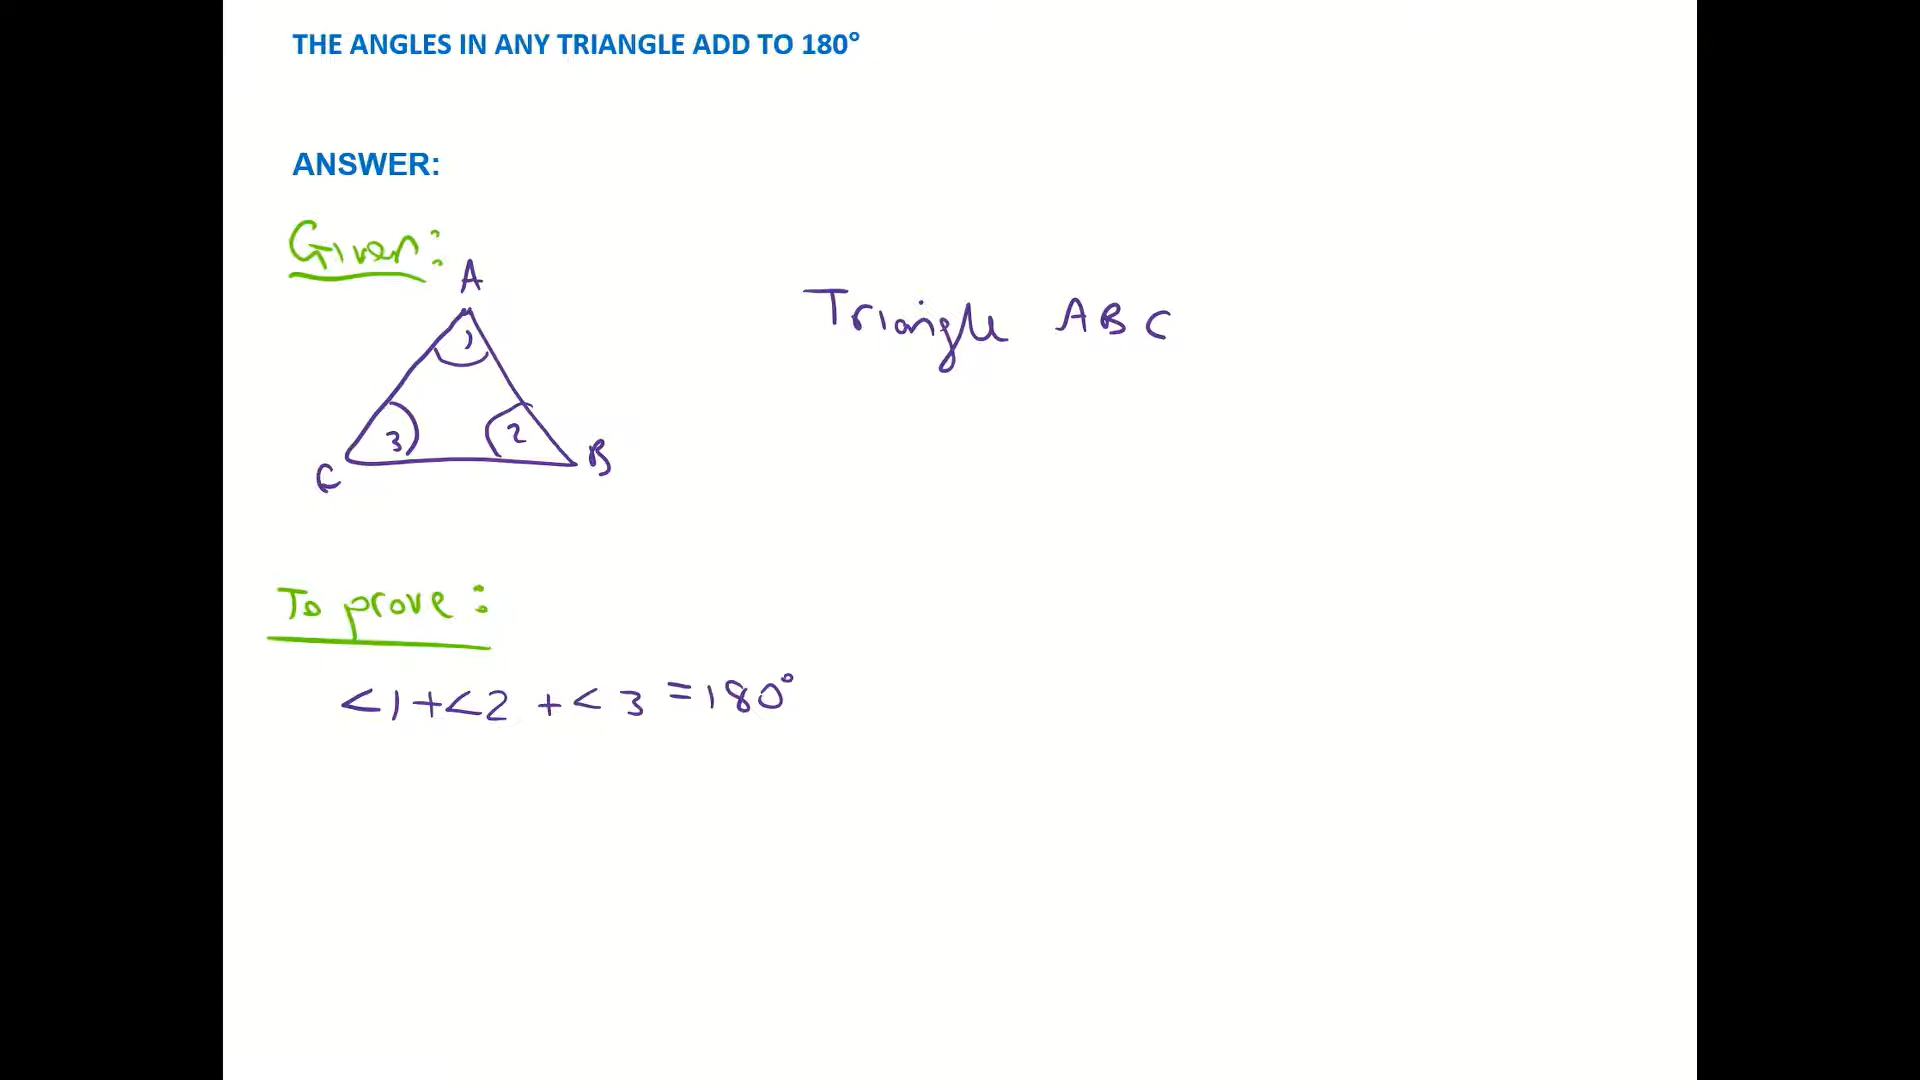 THE ANGLES IN ANY TRIANGLE ADD TO 180°
ANSWER:
Given:
A
Triangle ABC
1
3
2
B
C
To prove:
<1+<2 +< 3 =180°